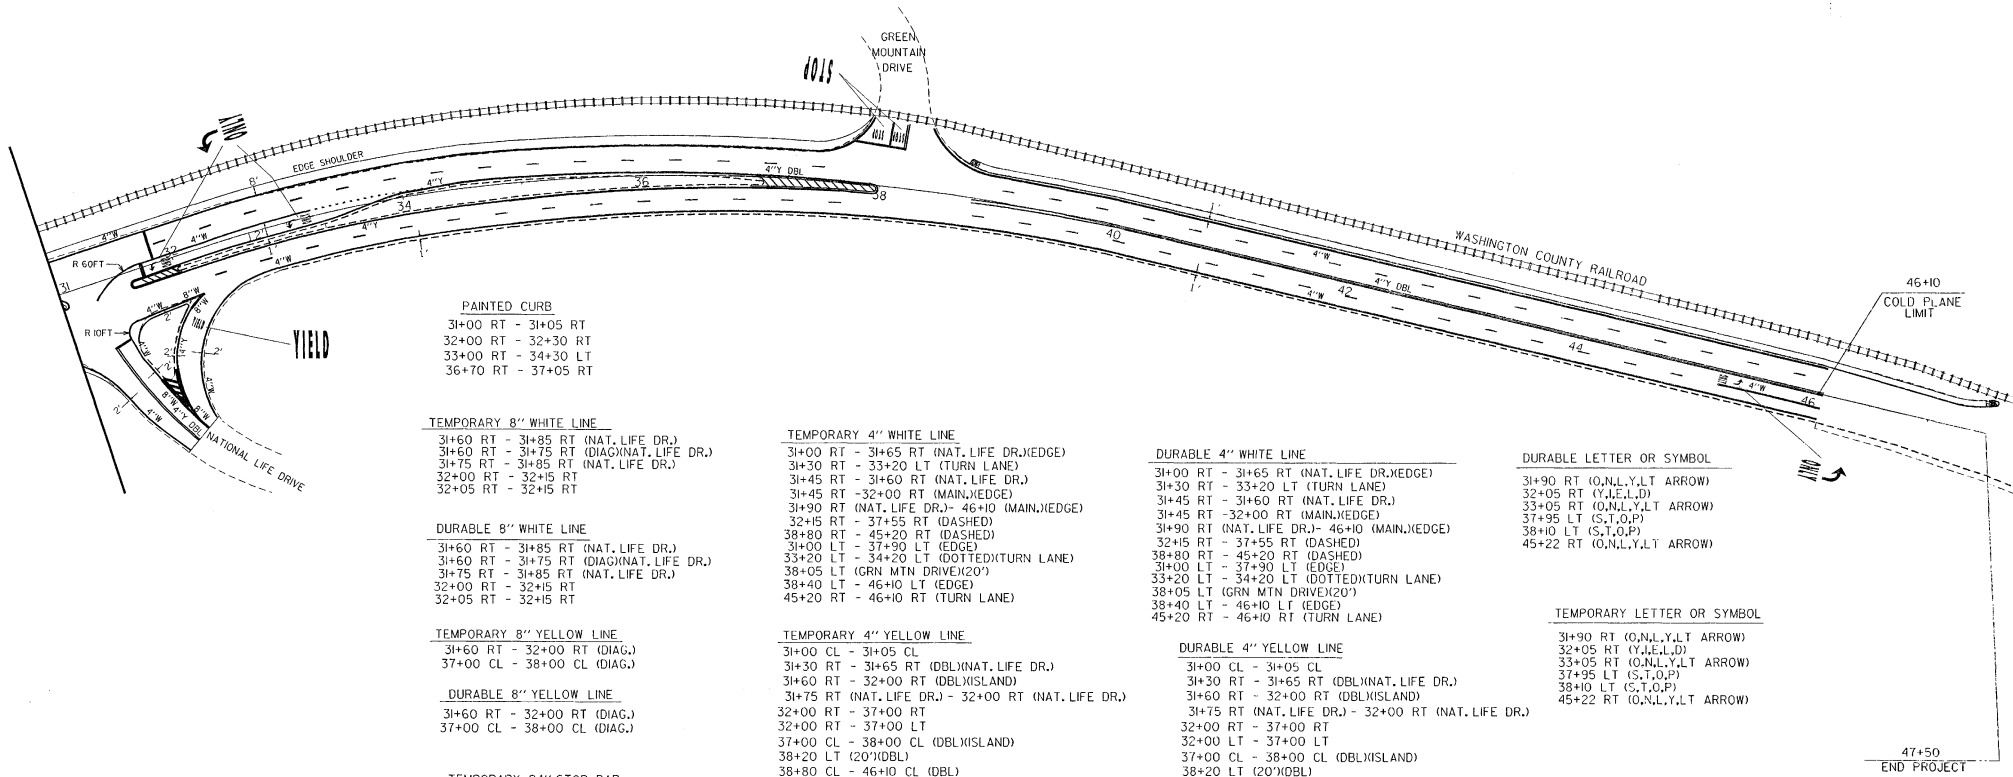 GREEN
MOUNTAIN
DRIVE
STOP
ONLY
EDGE SHOULDER
8'
4"Y DBL
36
38
4"Y
34
4"W
4"W
32
12'
1'
4"Y
1'
4"W
R 60FT
31
40
WASHINGTON COUNTY RAILROAD
4"W
4"Y DBL
42
1'
1'
4"W
44
46+10
COLD PLANE
LIMIT
4"W
46
ONLY
4"W
8"W
2'
8"W
YIELD
YIELD
R 10FT
4"W
4"Y
2'
2'
2'
4"W
8"W
8"W
4"Y
DBL
4"W
2'
NATIONAL LIFE DRIVE
PAINTED CURB
31+00 RT - 31+05 RT
32+00 RT - 32+30 RT
33+00 RT - 34+30 LT
36+70 RT - 37+05 RT
TEMPORARY 8" WHITE LINE
31+60 RT - 31+85 RT (NAT. LIFE DR.)
31+60 RT - 31+75 RT (DIAG)(NAT. LIFE DR.)
31+75 RT - 31+85 RT (NAT. LIFE DR.)
32+00 RT - 32+15 RT
32+05 RT - 32+15 RT
DURABLE 8" WHITE LINE
31+60 RT - 31+85 RT (NAT. LIFE DR.)
31+60 RT - 31+75 RT (DIAG)(NAT. LIFE DR.)
31+75 RT - 31+85 RT (NAT. LIFE DR.)
32+00 RT - 32+15 RT
32+05 RT - 32+15 RT
TEMPORARY 8" YELLOW LINE
31+60 RT - 32+00 RT (DIAG.)
37+00 CL - 38+00 CL (DIAG.)
DURABLE 8" YELLOW LINE
31+60 RT - 32+00 RT (DIAG.)
37+00 CL - 38+00 CL (DIAG.)
TEMPORARY 4" WHITE LINE
31+00 RT - 31+65 RT (NAT. LIFE DR.)(EDGE)
31+30 RT - 33+20 LT (TURN LANE)
31+45 RT - 31+60 RT (NAT. LIFE DR.)
31+45 RT -32+00 RT (MAIN.)(EDGE)
31+90 RT (NAT. LIFE DR.)- 46+10 (MAIN.)(EDGE)
32+15 RT - 37+55 RT (DASHED)
38+80 RT - 45+20 RT (DASHED)
31+00 LT - 37+90 LT (EDGE)
33+20 LT - 34+20 LT (DOTTED)(TURN LANE)
38+05 LT (GRN MTN DRIVE)(20')
38+40 LT - 46+10 LT (EDGE)
45+20 RT - 46+10 RT (TURN LANE)
TEMPORARY 4" YELLOW LINE
31+00 CL - 31+05 CL
31+30 RT - 31+65 RT (DBL)(NAT. LIFE DR.)
31+60 RT - 32+00 RT (DBL)(ISLAND)
31+75 RT (NAT. LIFE DR.) - 32+00 RT (NAT. LIFE DR.)
32+00 RT - 37+00 RT
32+00 RT - 37+00 LT
37+00 CL - 38+00 CL (DBL)(ISLAND)
38+20 LT (20')(DBL)
38+80 CL - 46+10 CL (DBL)
DURABLE 4" WHITE LINE
31+00 RT - 31+65 RT (NAT. LIFE DR.)(EDGE)
31+30 RT - 33+20 LT (TURN LANE)
31+45 RT - 31+60 RT (NAT. LIFE DR.)
31+45 RT -32+00 RT (MAIN.)(EDGE)
31+90 RT (NAT. LIFE DR.)- 46+10 (MAIN.)(EDGE)
32+15 RT - 37+55 RT (DASHED)
38+80 RT - 45+20 RT (DASHED)
31+00 LT - 37+90 LT (EDGE)
33+20 LT - 34+20 LT (DOTTED)(TURN LANE)
38+05 LT (GRN MTN DRIVE)(20')
38+40 LT - 46+10 LT (EDGE)
45+20 RT - 46+10 RT (TURN LANE)
DURABLE 4" YELLOW LINE
31+00 CL - 31+05 CL
31+30 RT - 31+65 RT (DBL)(NAT. LIFE DR.)
31+60 RT - 32+00 RT (DBL)(ISLAND)
31+75 RT (NAT. LIFE DR.) - 32+00 RT (NAT. LIFE DR.)
32+00 RT - 37+00 RT
32+00 LT - 37+00 LT
37+00 CL - 38+00 CL (DBL)(ISLAND)
38+20 LT (20')(DBL)
DURABLE LETTER OR SYMBOL
31+90 RT (O,N,L,Y,LT ARROW)
32+05 RT (Y,I,E,L,D)
33+05 RT (O,N,L,Y,LT ARROW)
37+95 LT (S,T,O,P)
38+10 LT (S,T,O,P)
45+22 RT (O,N,L,Y,LT ARROW)
TEMPORARY LETTER OR SYMBOL
31+90 RT (O,N,L,Y,LT ARROW)
32+05 RT (Y,I,E,L,D)
33+05 RT (O,N,L,Y,LT ARROW)
37+95 LT (S,T,O,P)
38+10 LT (S,T,O,P)
45+22 RT (O,N,L,Y,LT ARROW)
47+50
END PROJECT